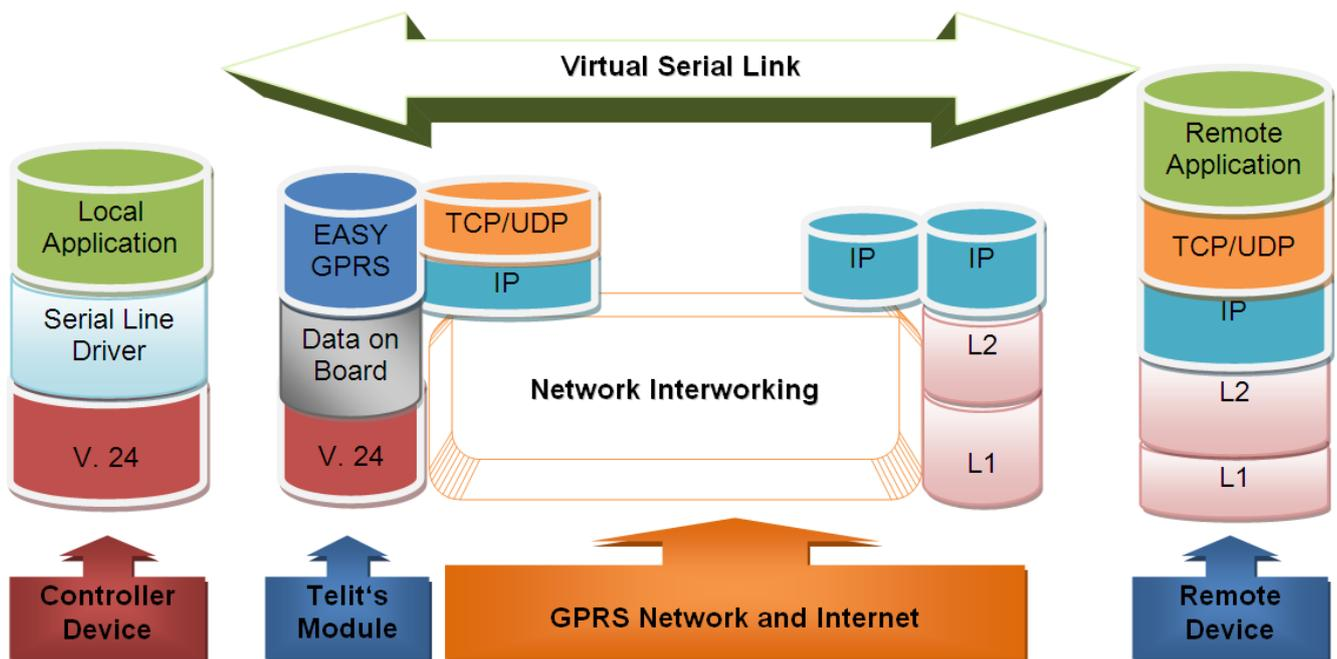 Virtual Serial Link
Local
Application
Serial Line
Driver
V. 24
EASY
GPRS
Data on
Board
V. 24
TCP/UDP
IP
Network Interworking
IP
IP
L2
L1
Remote
Application
TCP/UDP
IP
L2
L1
Controller
Device
Telit‘s
Module
GPRS Network and Internet
Remote
Device